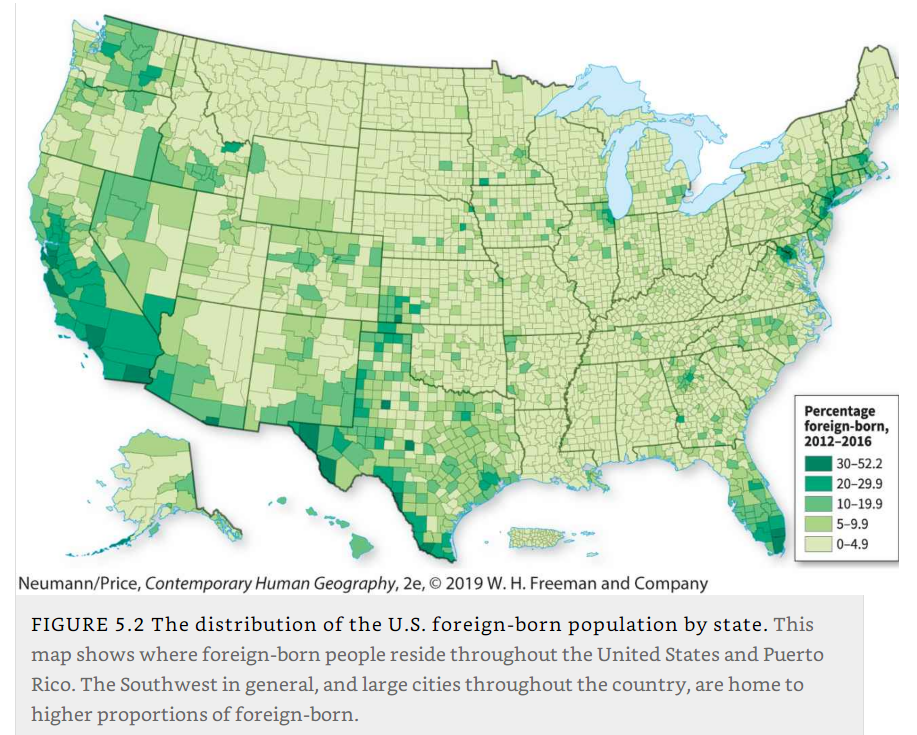 Percentage
foreign-born,
2012–2016
30–52.2
20–29.9
10–19.9
5–9.9
0–4.9
Neumann/Price, Contemporary Human Geography, 2e, © 2019 W. H. Freeman and Company
FIGURE 5.2 The distribution of the U.S. foreign-born population by state. This
map shows where foreign-born people reside throughout the United States and Puerto
Rico. The Southwest in general, and large cities throughout the country, are home to
higher proportions of foreign-born.